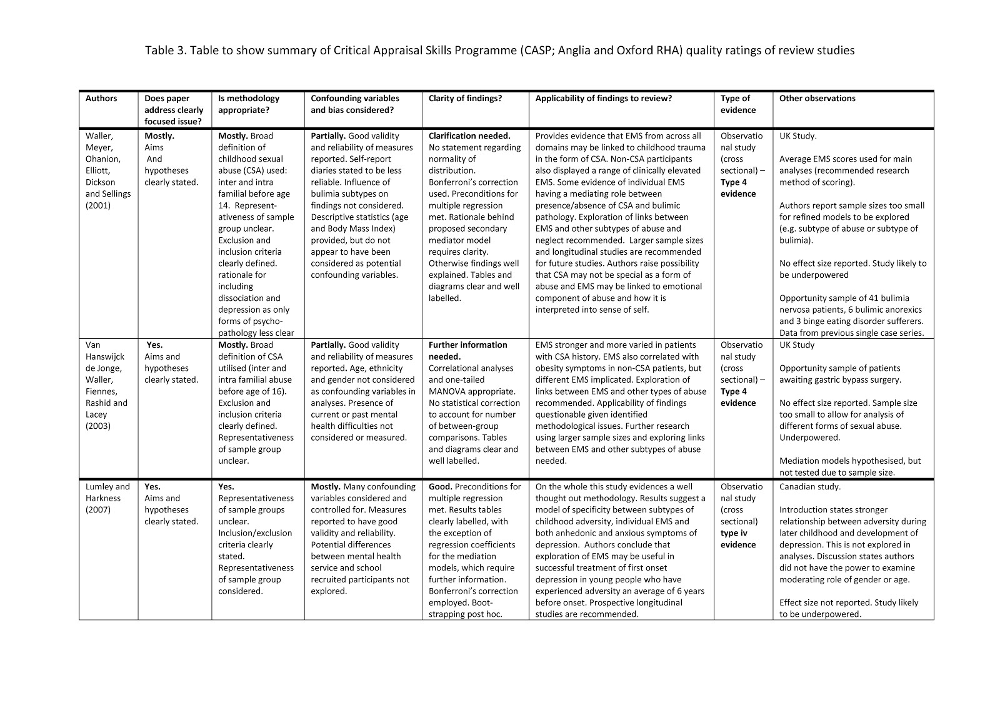 Table 3. Table to show summary of Critical Appraisal Skills Programme (CASP; Anglia and Oxford RHA) quality ratings of review studies
Authors
Does paper
address clearly
focused issue?
Is methodology
appropriate?
Confounding variables
and bias considered?
Clarity of findings?
Applicability of findings to review?
Type of
evidence
Other observations
Waller,
Meyer,
Ohanion,
Elliott,
Dickson
and Sellings
(2001)
Mostly.
Aims
And
hypotheses
clearly stated.
Mostly. Broad
definition of
childhood sexual
abuse (CSA) used:
inter and intra
familial before age
14.  Represent-
ativeness of sample
group unclear.
Exclusion and
inclusion criteria
clearly defined.
rationale for
including
dissociation and
depression as only
forms of psycho-
pathology less clear
Partially. Good validity
and reliability of measures
reported. Self-report
diaries stated to be less
reliable. Influence of
bulimia subtypes on
findings not considered.
Descriptive statistics (age
and Body Mass Index)
provided, but do not
appear to have been
considered as potential
confounding variables.
Clarification needed.
No statement regarding
normality of
distribution.
Bonferroni’s correction
used. Preconditions for
multiple regression
met. Rationale behind
proposed secondary
mediator model
requires clarity.
Otherwise findings well
explained. Tables and
diagrams clear and well
labelled.
Provides evidence that EMS from across all
domains may be linked to childhood trauma
in the form of CSA. Non-CSA participants
also displayed a range of clinically elevated
EMS. Some evidence of individual EMS
having a mediating role between
presence/absence of CSA and bulimic
pathology. Exploration of links between
EMS and other subtypes of abuse and
neglect recommended.  Larger sample sizes
and longitudinal studies are recommended
for future studies. Authors raise possibility
that CSA may not be special as a form of
abuse and EMS may be linked to emotional
component of abuse and how it is
interpreted into sense of self.
Observatio
nal study
(cross
sectional) –
Type 4
evidence
UK Study.
Average EMS scores used for main
analyses (recommended research
method of scoring).
Authors report sample sizes too small
for refined models to be explored
(e.g. subtype of abuse or subtype of
bulimia).
No effect size reported. Study likely to
be underpowered
Opportunity sample of 41 bulimia
nervosa patients, 6 bulimic anorexics
and 3 binge eating disorder sufferers.
Data from previous single case series.
Van
Hanswijck
de Jonge,
Waller,
Fiennes,
Rashid and
Lacey
(2003)
Yes.
Aims and
hypotheses
clearly stated.
Mostly. Broad
definition of CSA
utilised (inter and
intra familial abuse
before age of 16).
Exclusion and
inclusion criteria
clearly defined.
Representativeness
of sample group
unclear.
Partially. Good validity
and reliability of measures
reported. Age, ethnicity
and gender not considered
as confounding variables in
analyses. Presence of
current or past mental
health difficulties not
considered or measured.
Further information
needed.
Correlational analyses
and one-tailed
MANOVA appropriate.
No statistical correction
to account for number
of between-group
comparisons. Tables
and diagrams clear and
well labelled.
EMS stronger and more varied in patients
with CSA history. EMS also correlated with
obesity symptoms in non-CSA patients, but
different EMS implicated. Exploration of
links between EMS and other types of abuse
recommended. Applicability of findings
questionable given identified
methodological issues. Further research
using larger sample sizes and exploring links
between EMS and other subtypes of abuse
needed.
Observatio
nal study
(cross
sectional) –
Type 4
evidence
UK Study
Opportunity sample of patients
awaiting gastric bypass surgery.
No effect size reported. Sample size
too small to allow for analysis of
different forms of sexual abuse.
Underpowered.
Mediation models hypothesised, but
not tested due to sample size.
Lumley and
Harkness
(2007)
Yes.
Aims and
hypotheses
clearly stated.
Yes.
Representativeness
of sample groups
unclear.
Inclusion/exclusion
criteria clearly
stated.
Representativeness
of sample group
considered.
Mostly. Many confounding
variables considered and
controlled for. Measures
reported to have good
validity and reliability.
Potential differences
between mental health
service and school
recruited participants not
explored.
Good. Preconditions for
multiple regression
met. Results tables
clearly labelled, with
the exception of
regression coefficients
for the mediation
models, which require
further information.
Bonferroni’s correction
employed. Boot-
strapping post hoc.
On the whole this study evidences a well
thought out methodology. Results suggest a
model of specificity between subtypes of
childhood adversity, individual EMS and
both anhedonic and anxious symptoms of
depression.  Authors conclude that
exploration of EMS may be useful in
successful treatment of first onset
depression in young people who have
experienced adversity an average of 6 years
before onset. Prospective longitudinal
studies are recommended.
Observatio
nal study
(cross
sectional)
type iv
evidence
Canadian study.
Introduction states stronger
relationship between adversity during
later childhood and development of
depression. This is not explored in
analyses. Discussion states authors
did not have the power to examine
moderating role of gender or age.
Effect size not reported. Study likely
to be underpowered.